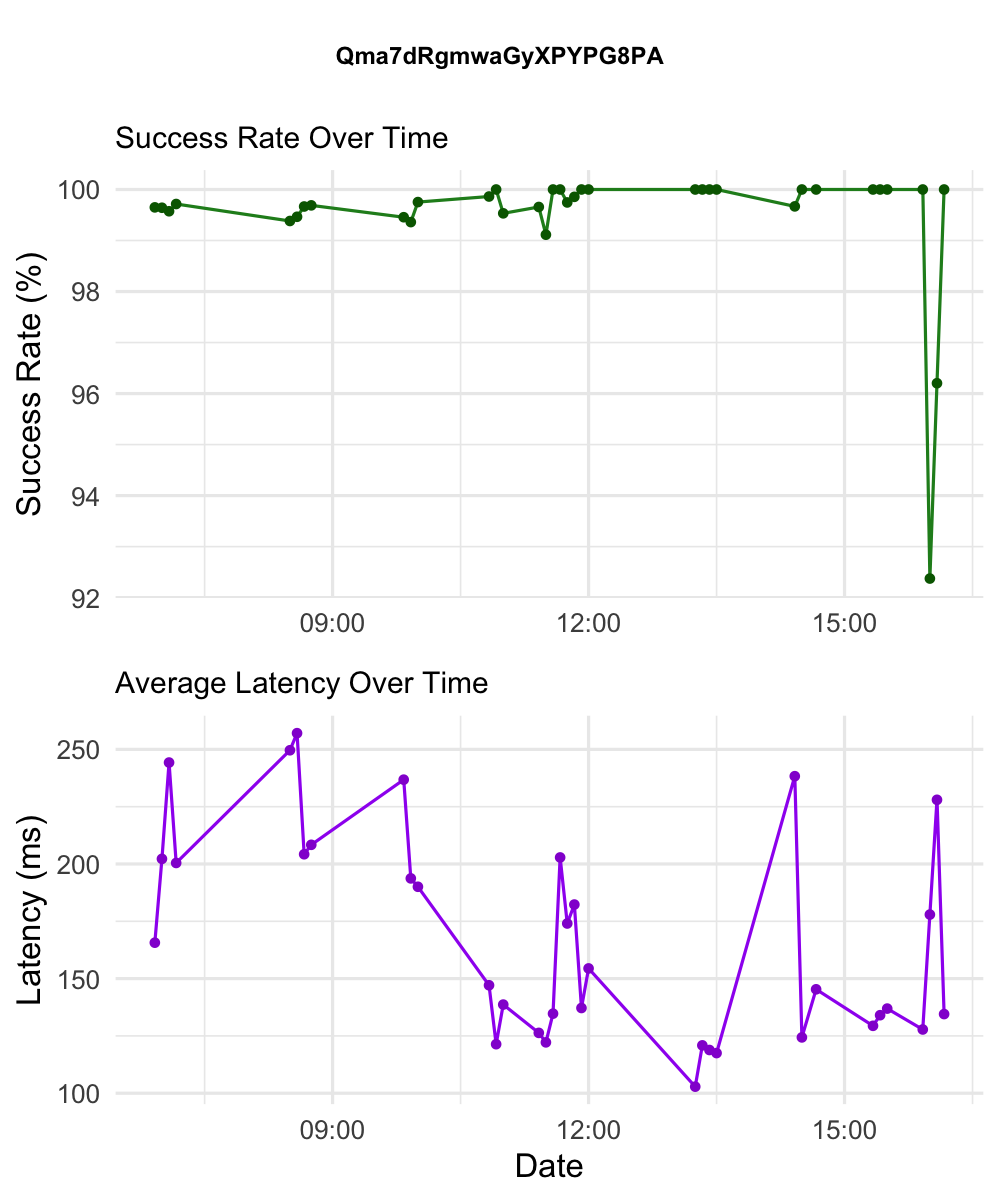 Qma7dRgmwaGyXPYPG8PA
Success Rate Over Time
Success Rate (%)
100
98
96
94
92
09:00 12:00 15:00
Average Latency Over Time
Latency (ms)
250
200
150
100
09:00 12:00 15:00
Date